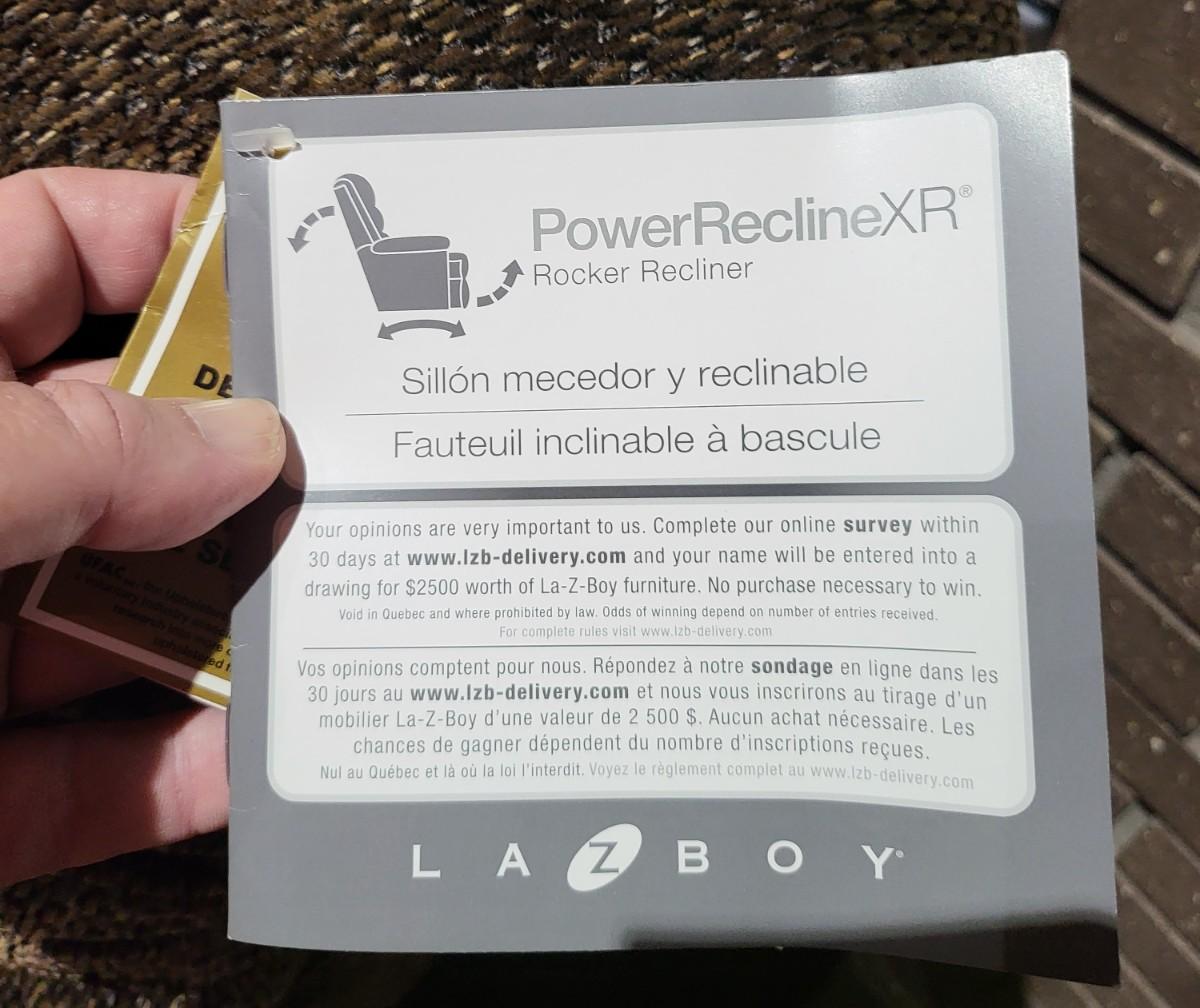 PowerReclineXR®
Rocker Recliner
Sillón mecedor y reclinable
Fauteuil inclinable à bascule
Your opinions are very important to us. Complete our online survey within
30 days at www.lzb-delivery.com and your name will be entered into a
drawing for $2500 worth of La-Z-Boy furniture. No purchase necessary to win.
Void in Quebec and where prohibited by law. Odds of winning depend on number of entries received.
For complete rules visit www.lzb-delivery.com
Vos opinions comptent pour nous. Répondez à notre sondage en ligne dans les
30 jours au www.lzb-delivery.com et nous vous inscrirons au tirage d'un
mobilier La-Z-Boy d'une valeur de 2 500 $. Aucun achat nécessaire. Les
chances de gagner dépendent du nombre d'inscriptions reçues.
Nul au Québec et là où la loi l'interdit. Voyez le règlement complet au www.lzb-delivery.com
LA Z BOY®
UFAC
a voluntary industry
research into